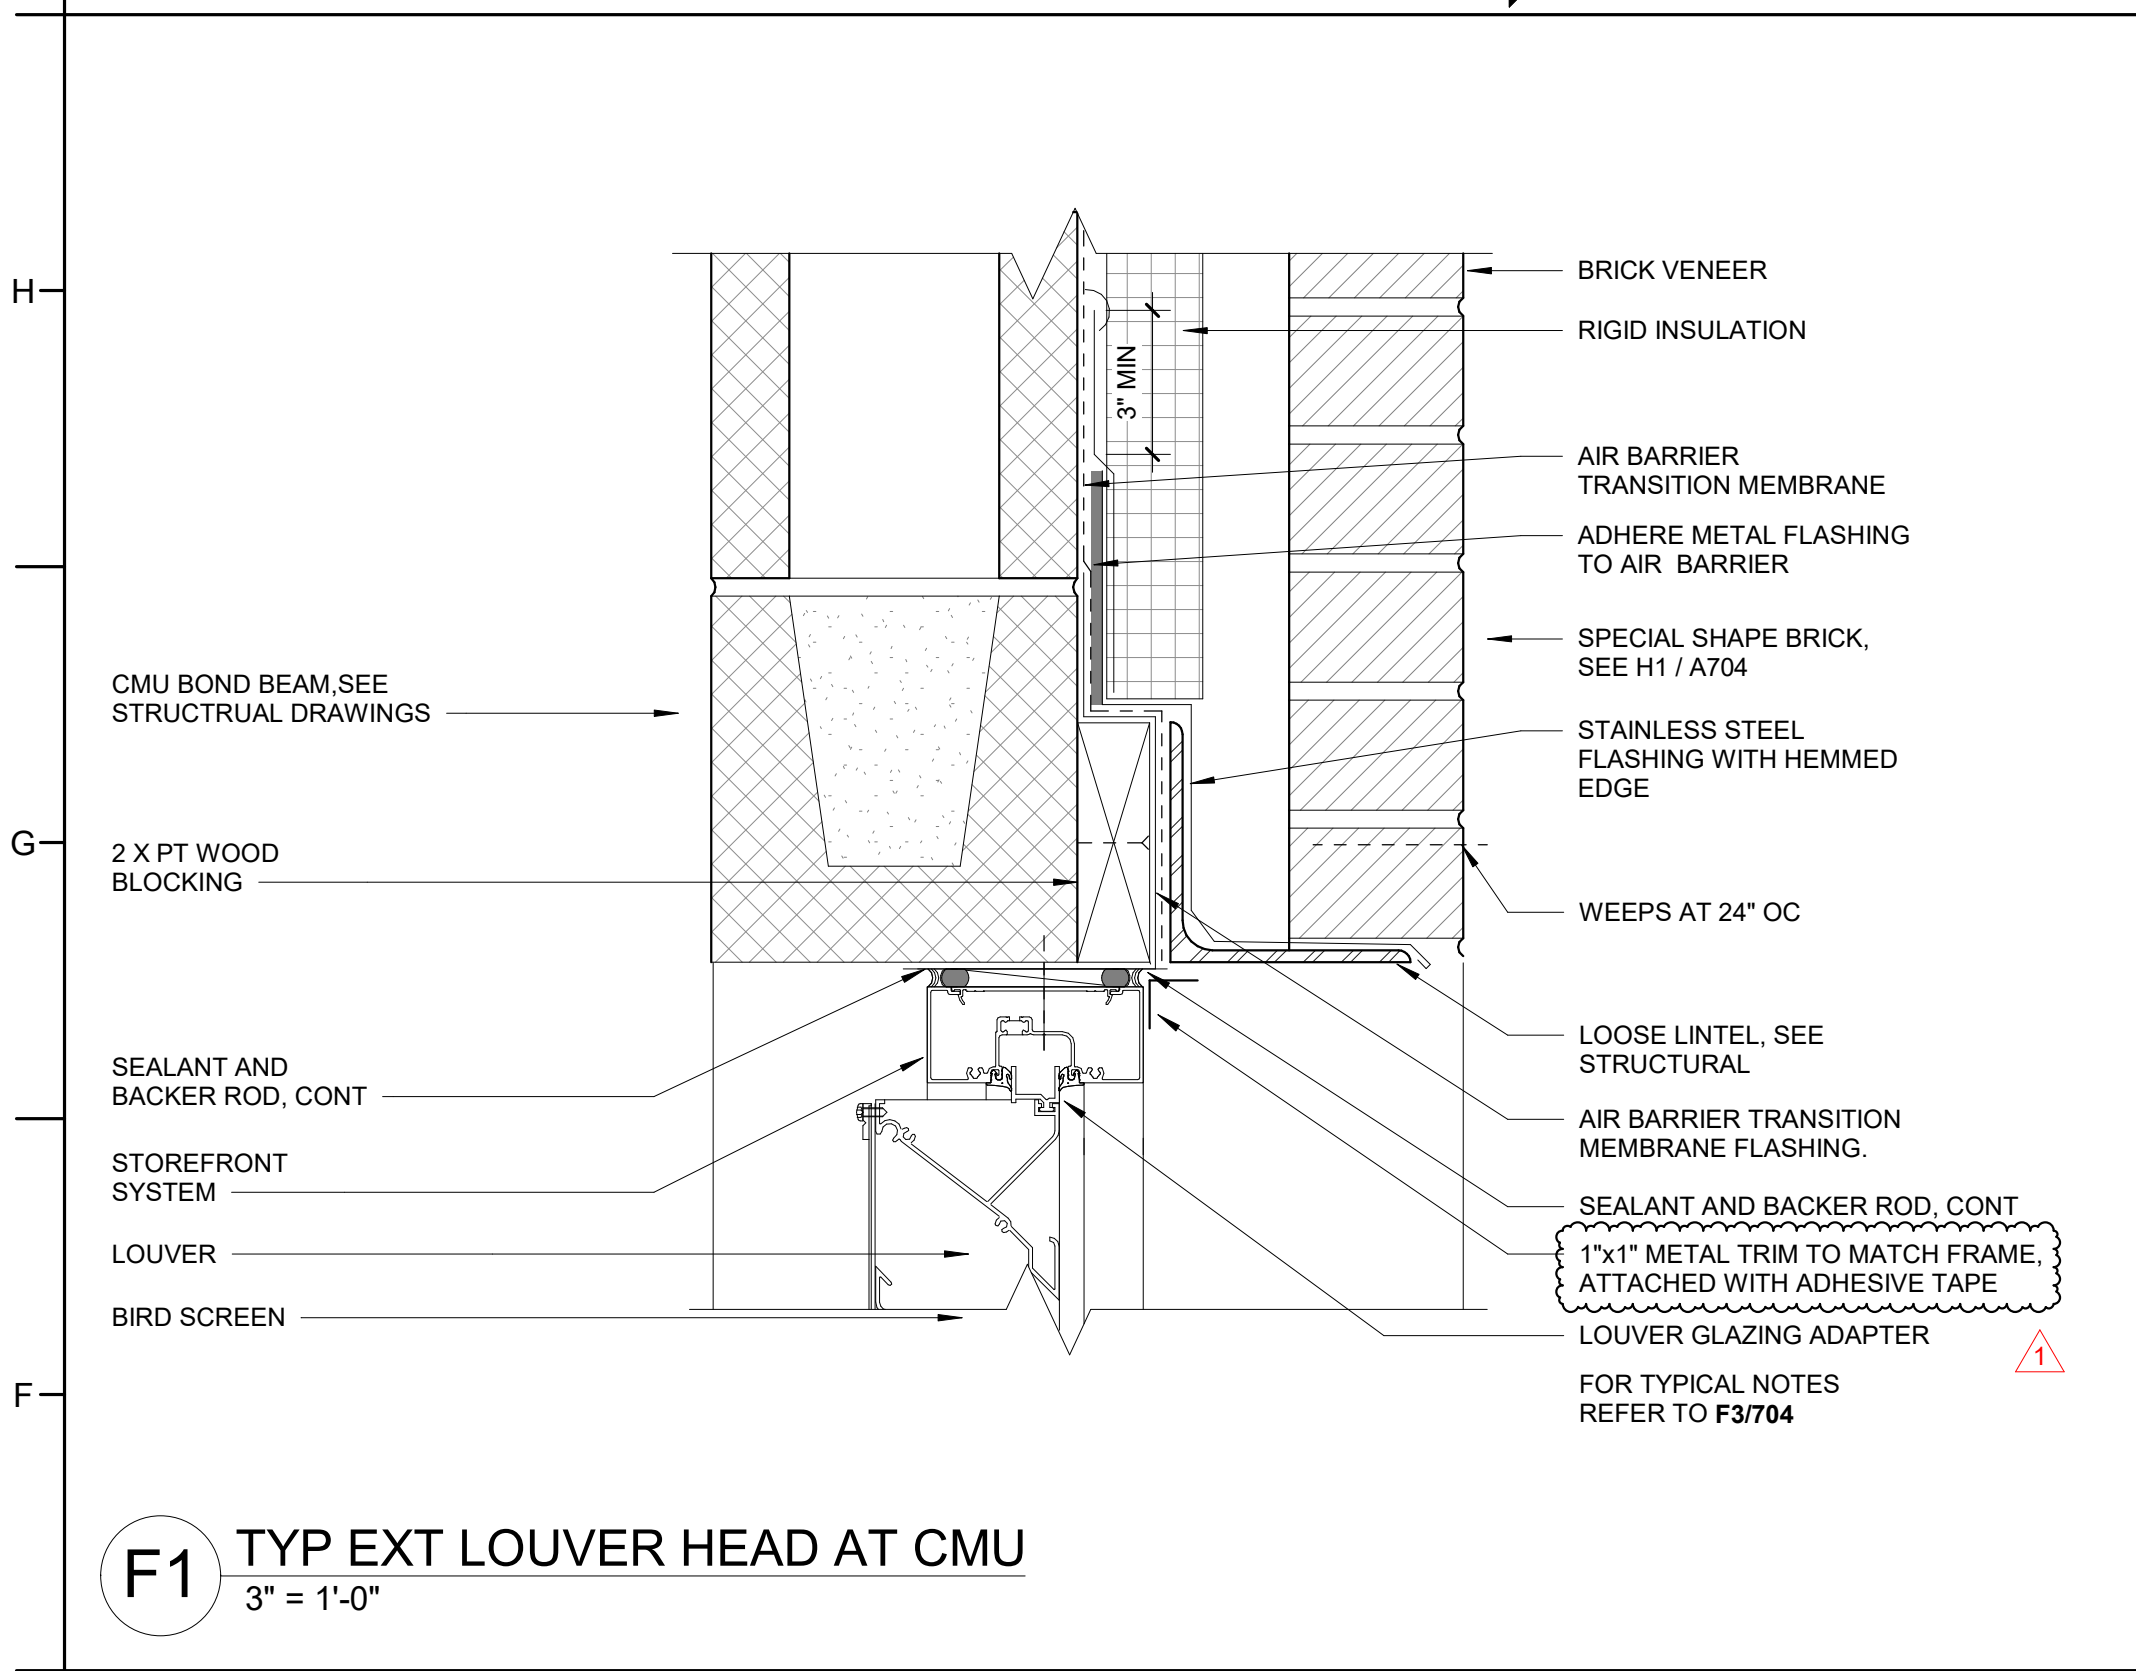 H
G
F
CMU BOND BEAM,SEE
STRUCTRUAL DRAWINGS
2 X PT WOOD
BLOCKING
SEALANT AND
BACKER ROD, CONT
STOREFRONT
SYSTEM
LOUVER
BIRD SCREEN
3" MIN
BRICK VENEER
RIGID INSULATION
AIR BARRIER
TRANSITION MEMBRANE
ADHERE METAL FLASHING
TO AIR BARRIER
SPECIAL SHAPE BRICK,
SEE H1 / A704
STAINLESS STEEL
FLASHING WITH HEMMED
EDGE
WEEPS AT 24" OC
LOOSE LINTEL, SEE
STRUCTURAL
AIR BARRIER TRANSITION
MEMBRANE FLASHING.
SEALANT AND BACKER ROD, CONT
1"x1" METAL TRIM TO MATCH FRAME,
ATTACHED WITH ADHESIVE TAPE
LOUVER GLAZING ADAPTER
1
FOR TYPICAL NOTES
REFER TO F3/704
F1
TYP EXT LOUVER HEAD AT CMU
3" = 1'-0"